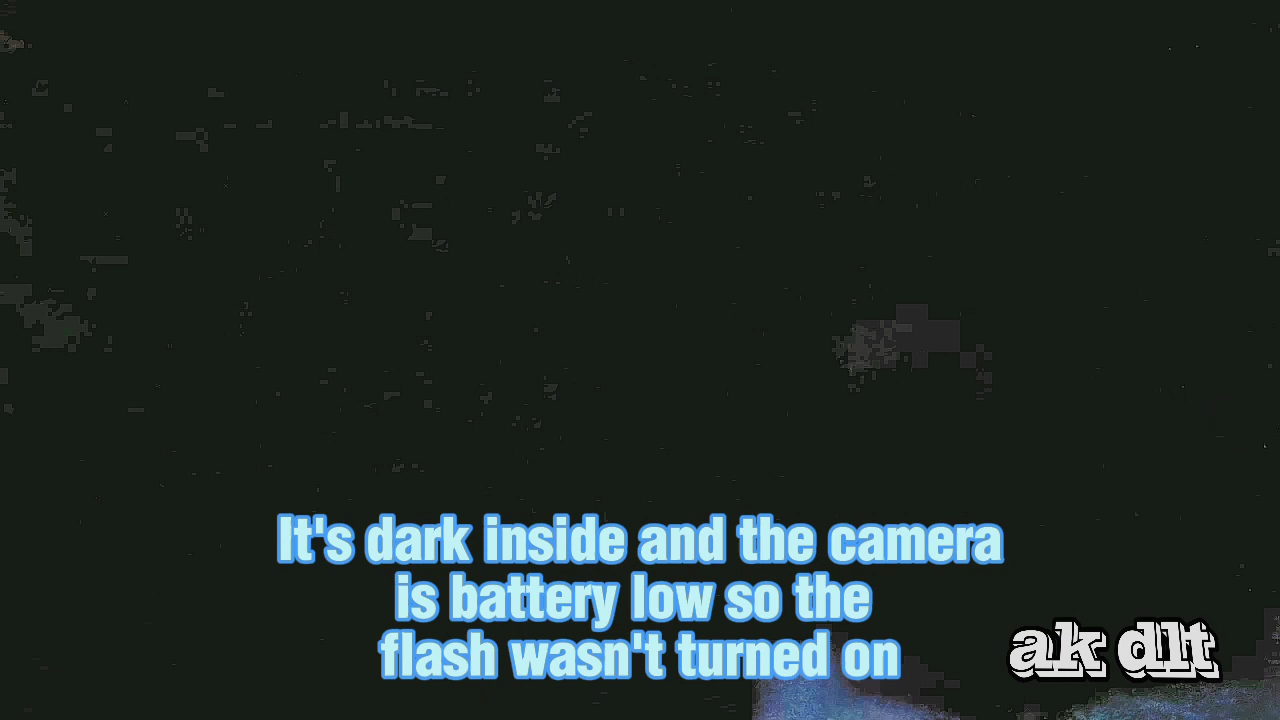 It's dark inside and the camera
is battery low so the
flash wasn't turned on
ak dlt